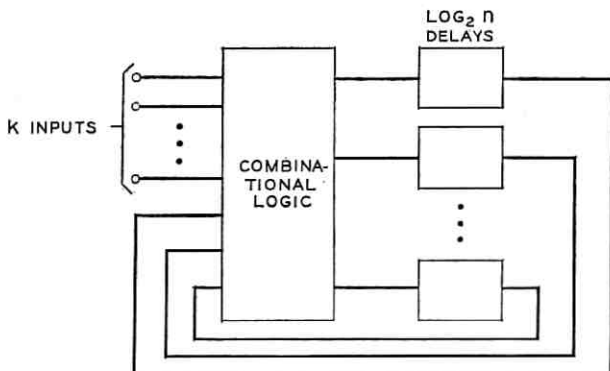 LOG₂ n
DELAYS
k INPUTS
COMBINA-
TIONAL
LOGIC